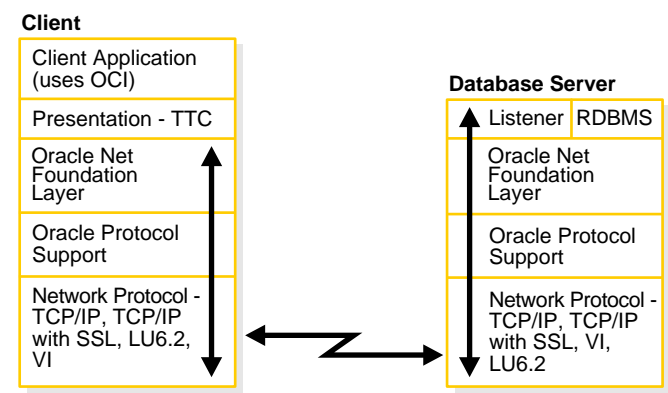 Client
Client Application
(uses OCI)
Presentation - TTC
Oracle Net
Foundation
Layer
Oracle Protocol
Support
Network Protocol -
TCP/IP, TCP/IP
with SSL, LU6.2,
VI
Database Server
Listener RDBMS
Oracle Net
Foundation
Layer
Oracle Protocol
Support
Network Protocol -
TCP/IP, TCP/IP
with SSL, VI,
LU6.2